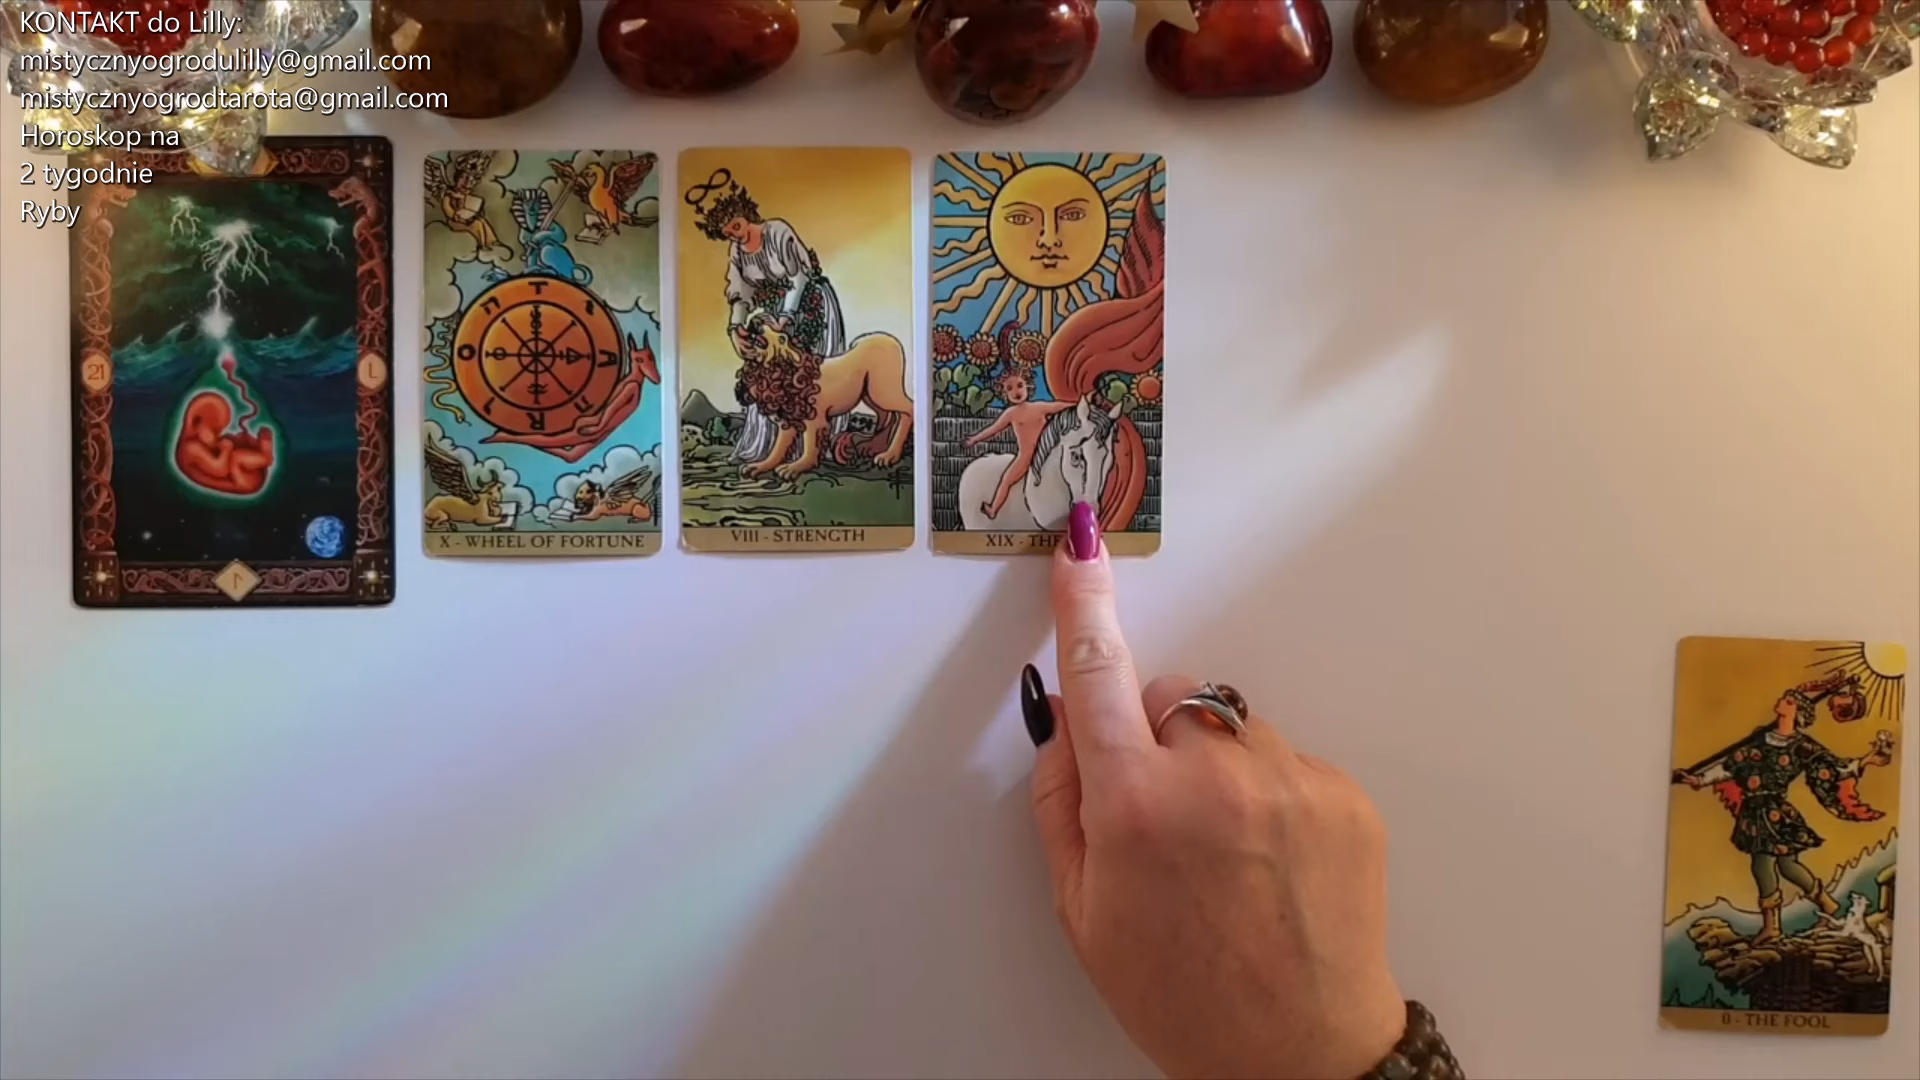 KONTAKT do Lilly:
mistycznyogrodulilly@gmail.com
mistycznyogrodtarota@gmail.com
Horoskop na
2 tygodnie
Ryby
21
X - WHEEL OF FORTUNE
VIII - STRENGTH
XIX - THE
0 - THE FOOL